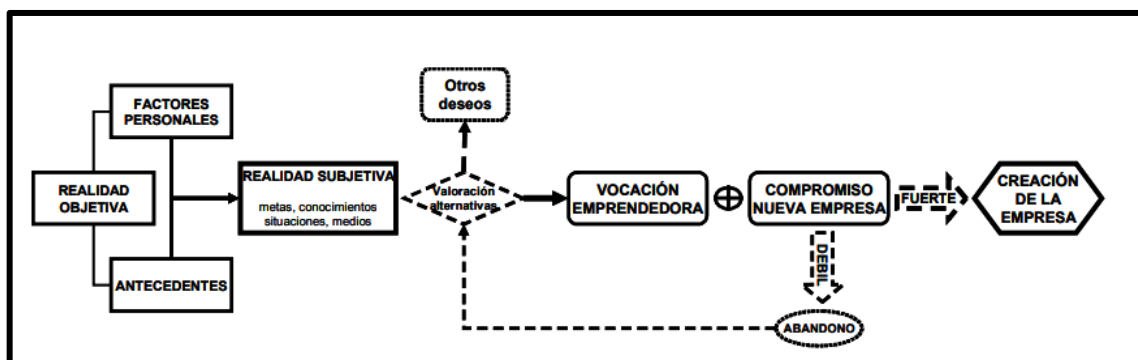 FACTORES
PERSONALES
REALIDAD
OBJETIVA
ANTECEDENTES
REALIDAD SUBJETIVA
metas, conocimientos
situaciones, medios
Otros
deseos
Valoración
alternativas
VOCACIÓN
EMPRENDEDORA
COMPROMISO
NUEVA EMPRESA
FUERTE
CREACIÓN
DE LA
EMPRESA
DEBIL
ABANDONO